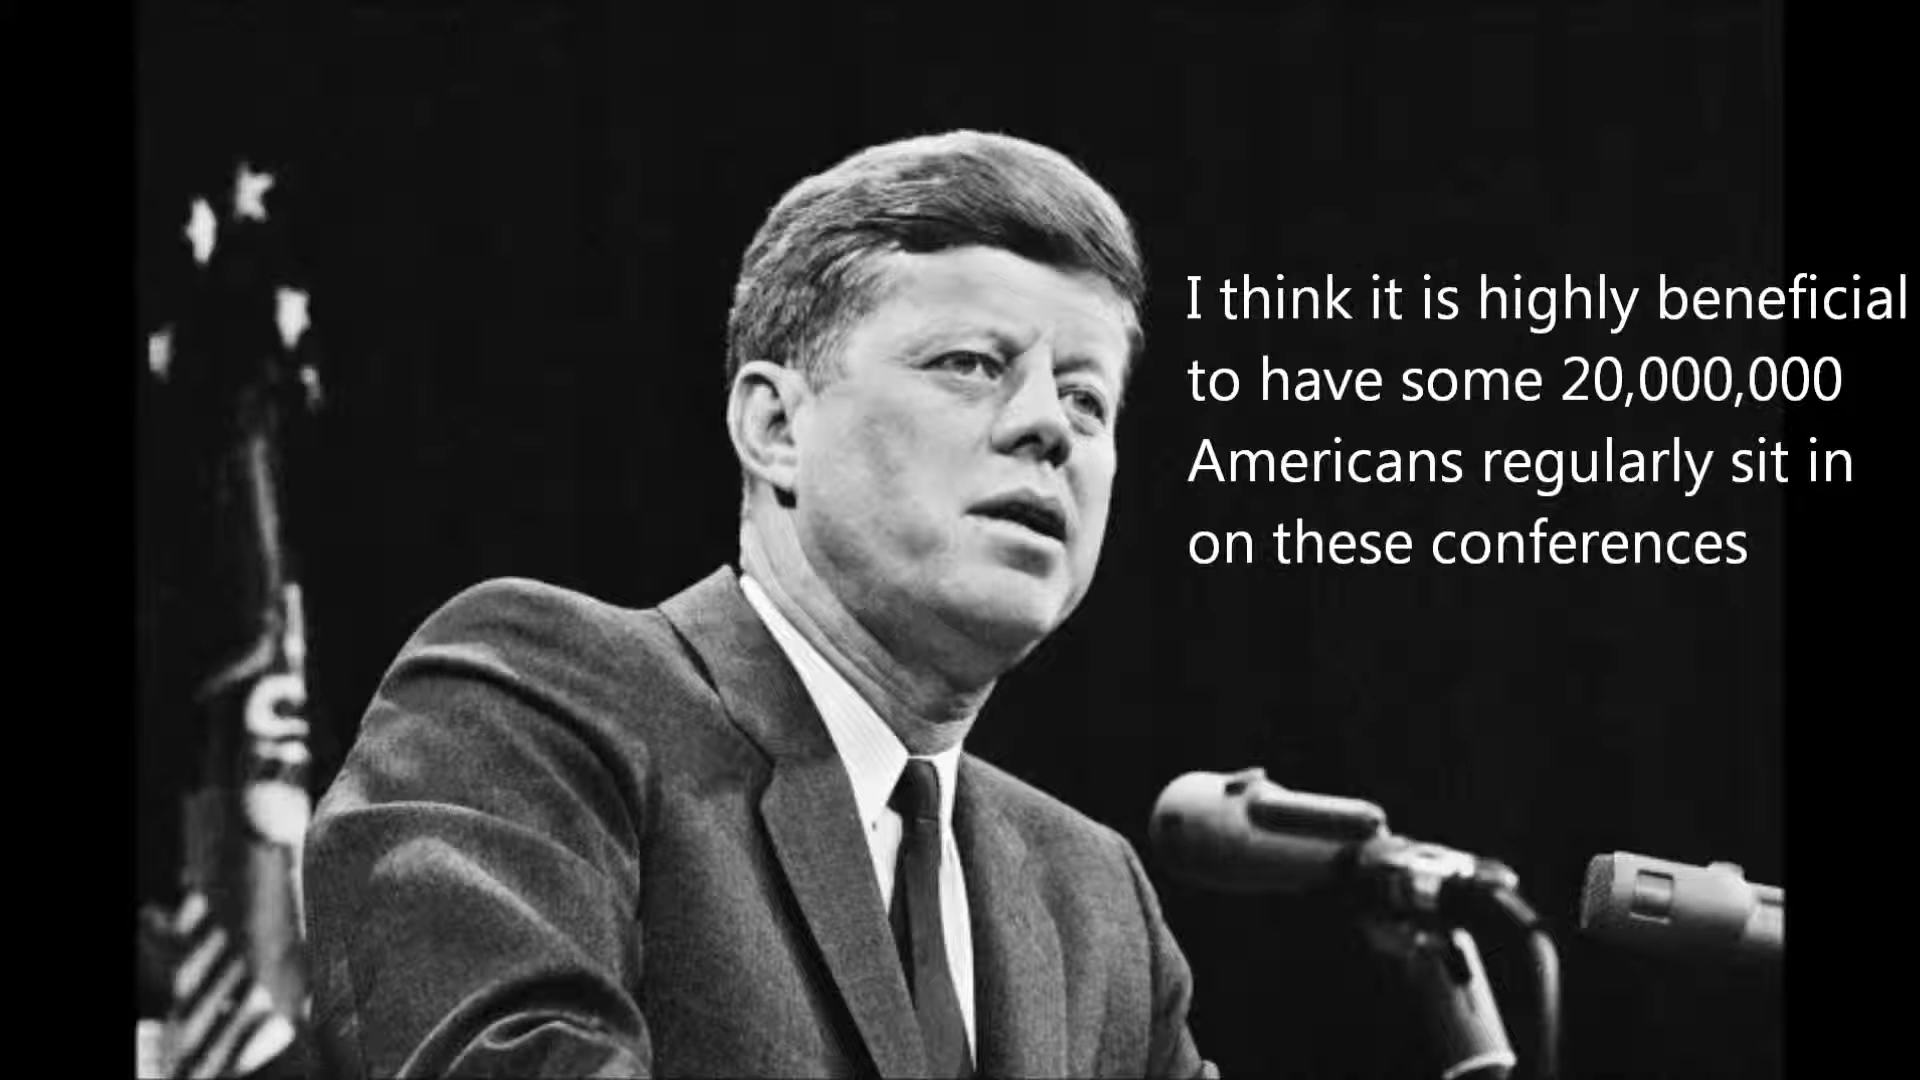 I think it is highly beneficial
to have some 20,000,000
Americans regularly sit in
on these conferences